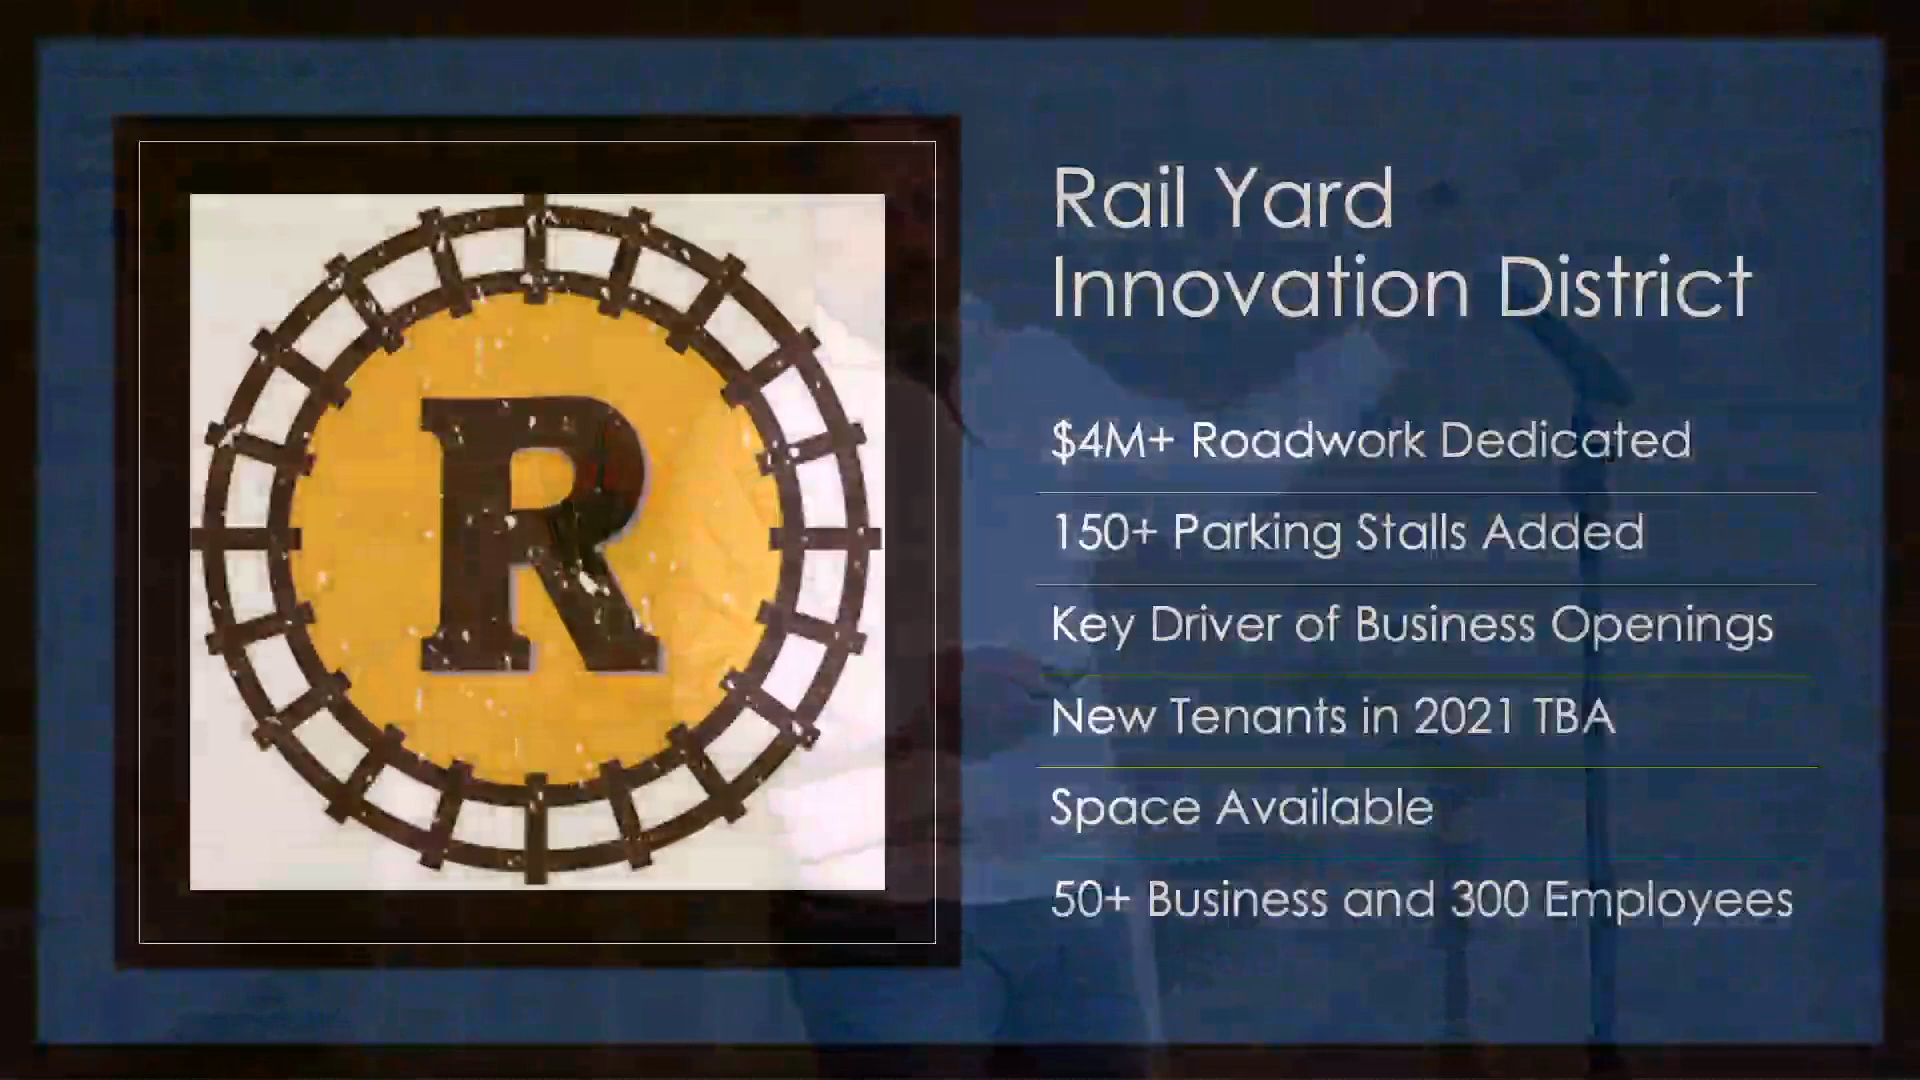 R
Rail Yard
Innovation District
$4M+ Roadwork Dedicated
150+ Parking Stalls Added
Key Driver of Business Openings
New Tenants in 2021 TBA
Space Available
50+ Business and 300 Employees